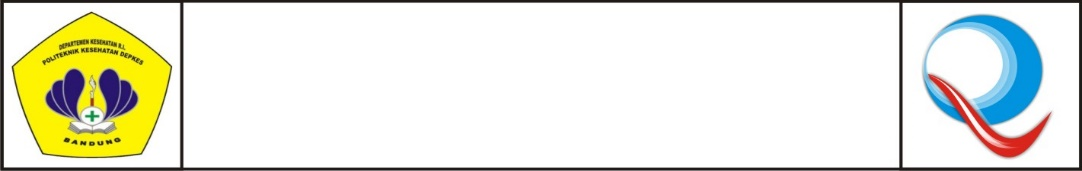 DEPARTEMEN KESEHATAN R.I.
POLITEKNIK KESEHATAN DEPKES
BANDUNG